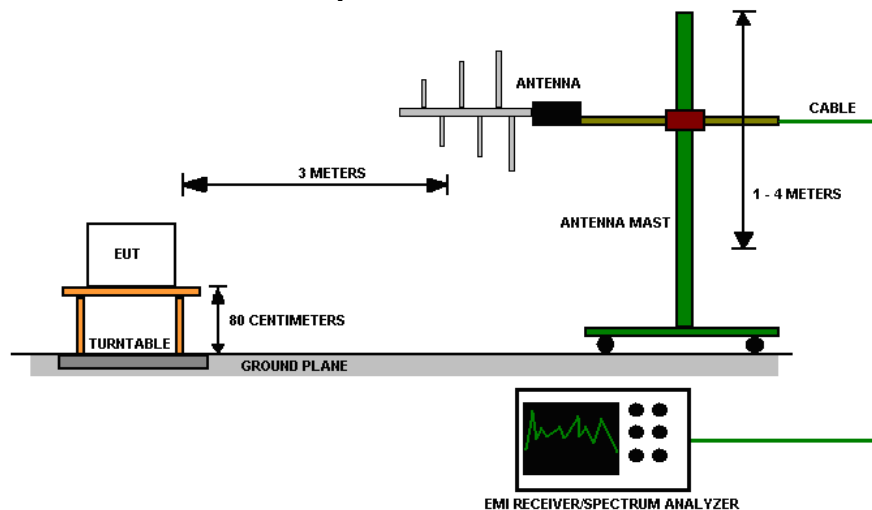 ANTENNA
CABLE
3 METERS
1 - 4 METERS
ANTENNA MAST
EUT
80 CENTIMETERS
TURNTABLE
GROUND PLANE
EMI RECEIVER/SPECTRUM ANALYZER